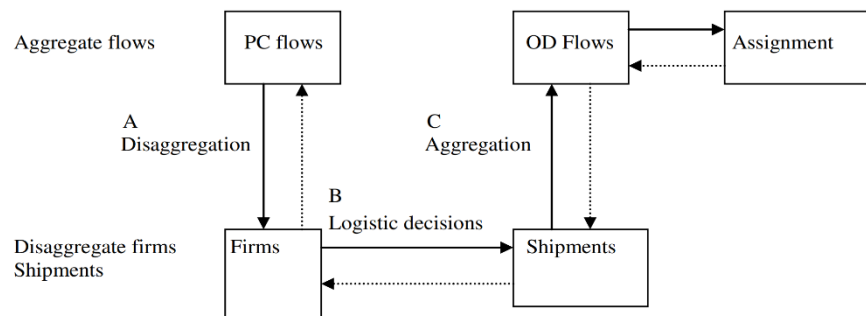 Aggregate flows
PC flows
OD Flows
Assignment
A
Disaggregation
C
Aggregation
B
Logistic decisions
Disaggregate firms
Shipments
Firms
Shipments